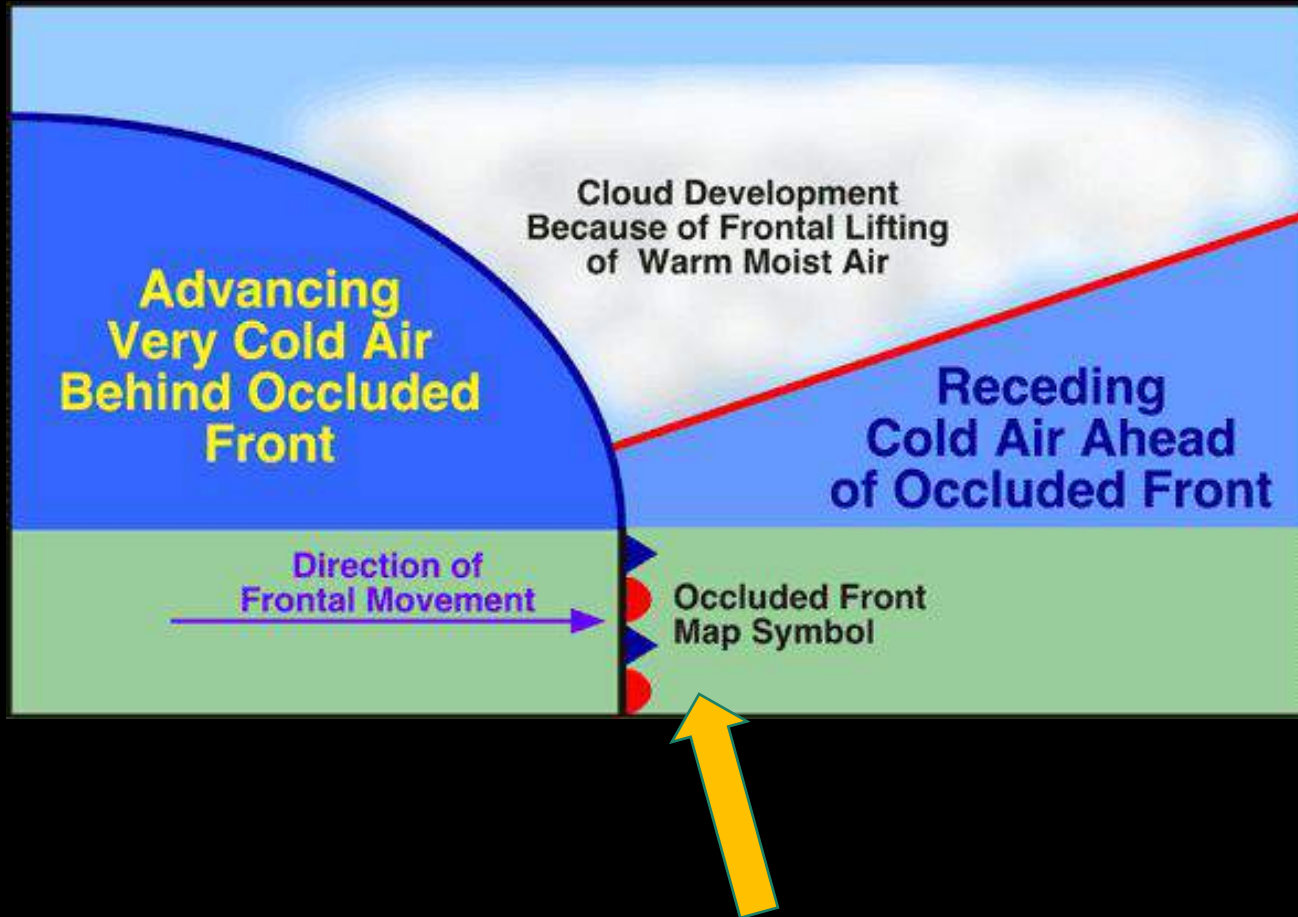 Cloud Development
Because of Frontal Lifting
of Warm Moist Air
Advancing
Very Cold Air
Behind Occluded
Front
Receding
Cold Air Ahead
of Occluded Front
Direction of
Frontal Movement
Occluded Front
Map Symbol